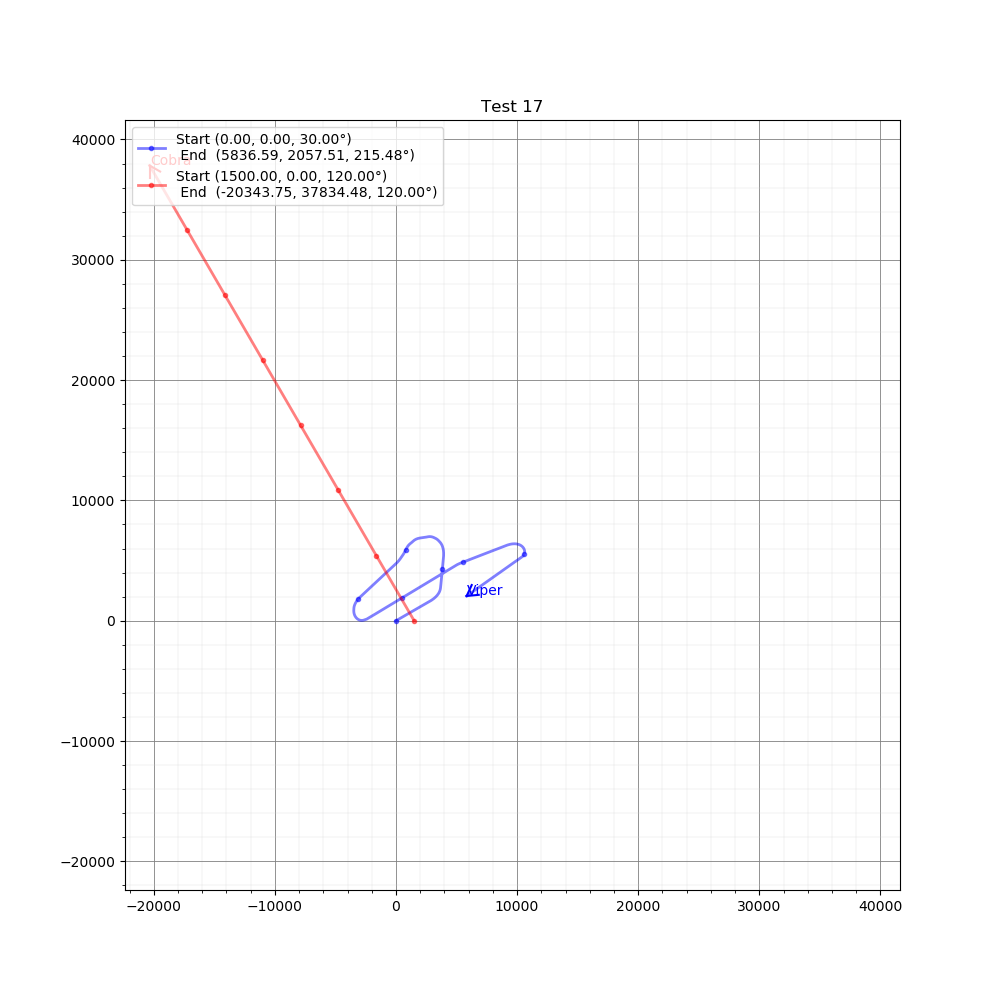 Test 17
Start (0.00, 0.00, 30.00°)
End (5836.59, 2057.51, 215.48°)
Start (1500.00, 0.00, 120.00°)
End (-20343.75, 37834.48, 120.00°)
Cobra
Viper
40000
30000
20000
10000
0
−10000
−20000
−20000 −10000 0 10000 20000 30000 40000